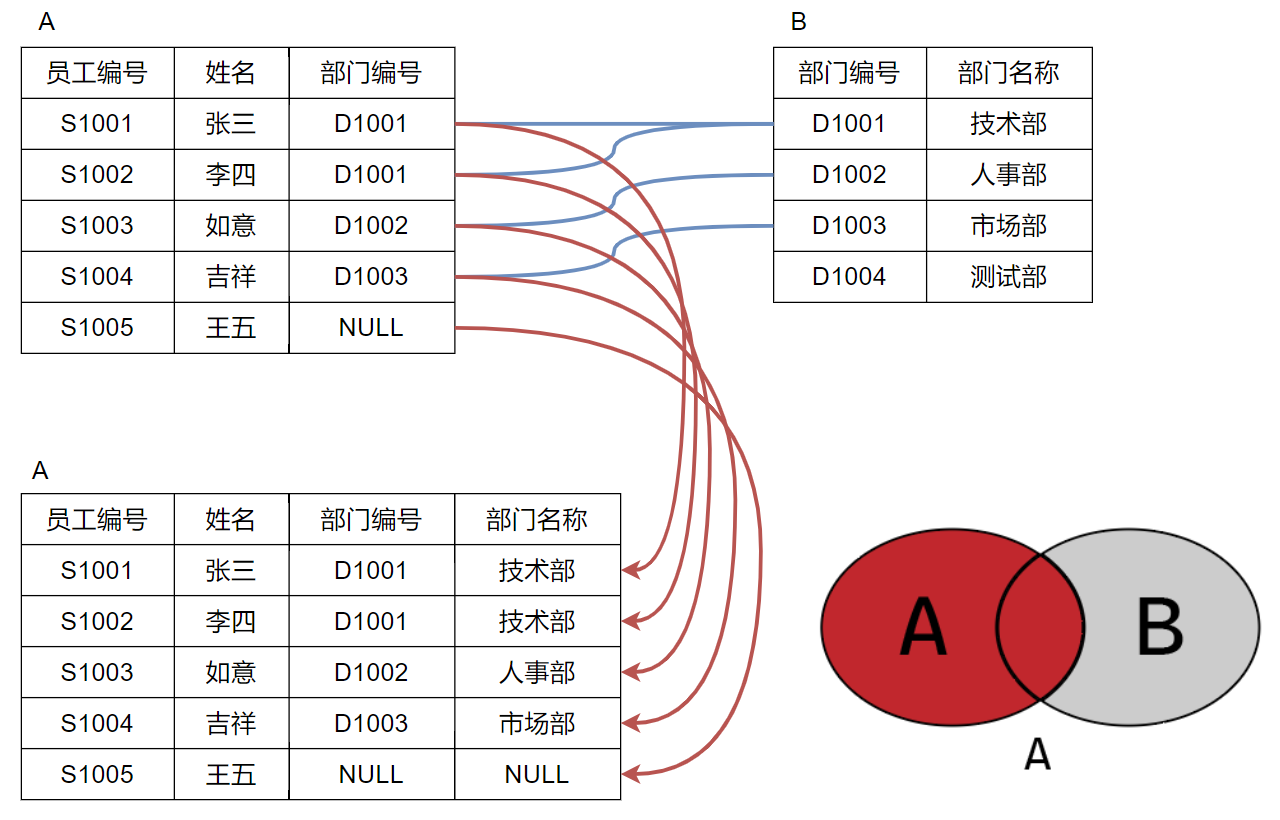 A
员工编号 姓名 部门编号
S1001 张三 D1001
S1002 李四 D1001
S1003 如意 D1002
S1004 吉祥 D1003
S1005 王五 NULL
B
部门编号 部门名称
D1001 技术部
D1002 人事部
D1003 市场部
D1004 测试部
A
员工编号 姓名 部门编号 部门名称
S1001 张三 D1001 技术部
S1002 李四 D1001 技术部
S1003 如意 D1002 人事部
S1004 吉祥 D1003 市场部
S1005 王五 NULL NULL
A B
A